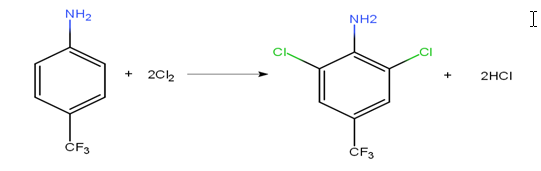 NH2 NH2
Cl Cl
+ 2Cl2 + 2HCl
CF3 CF3